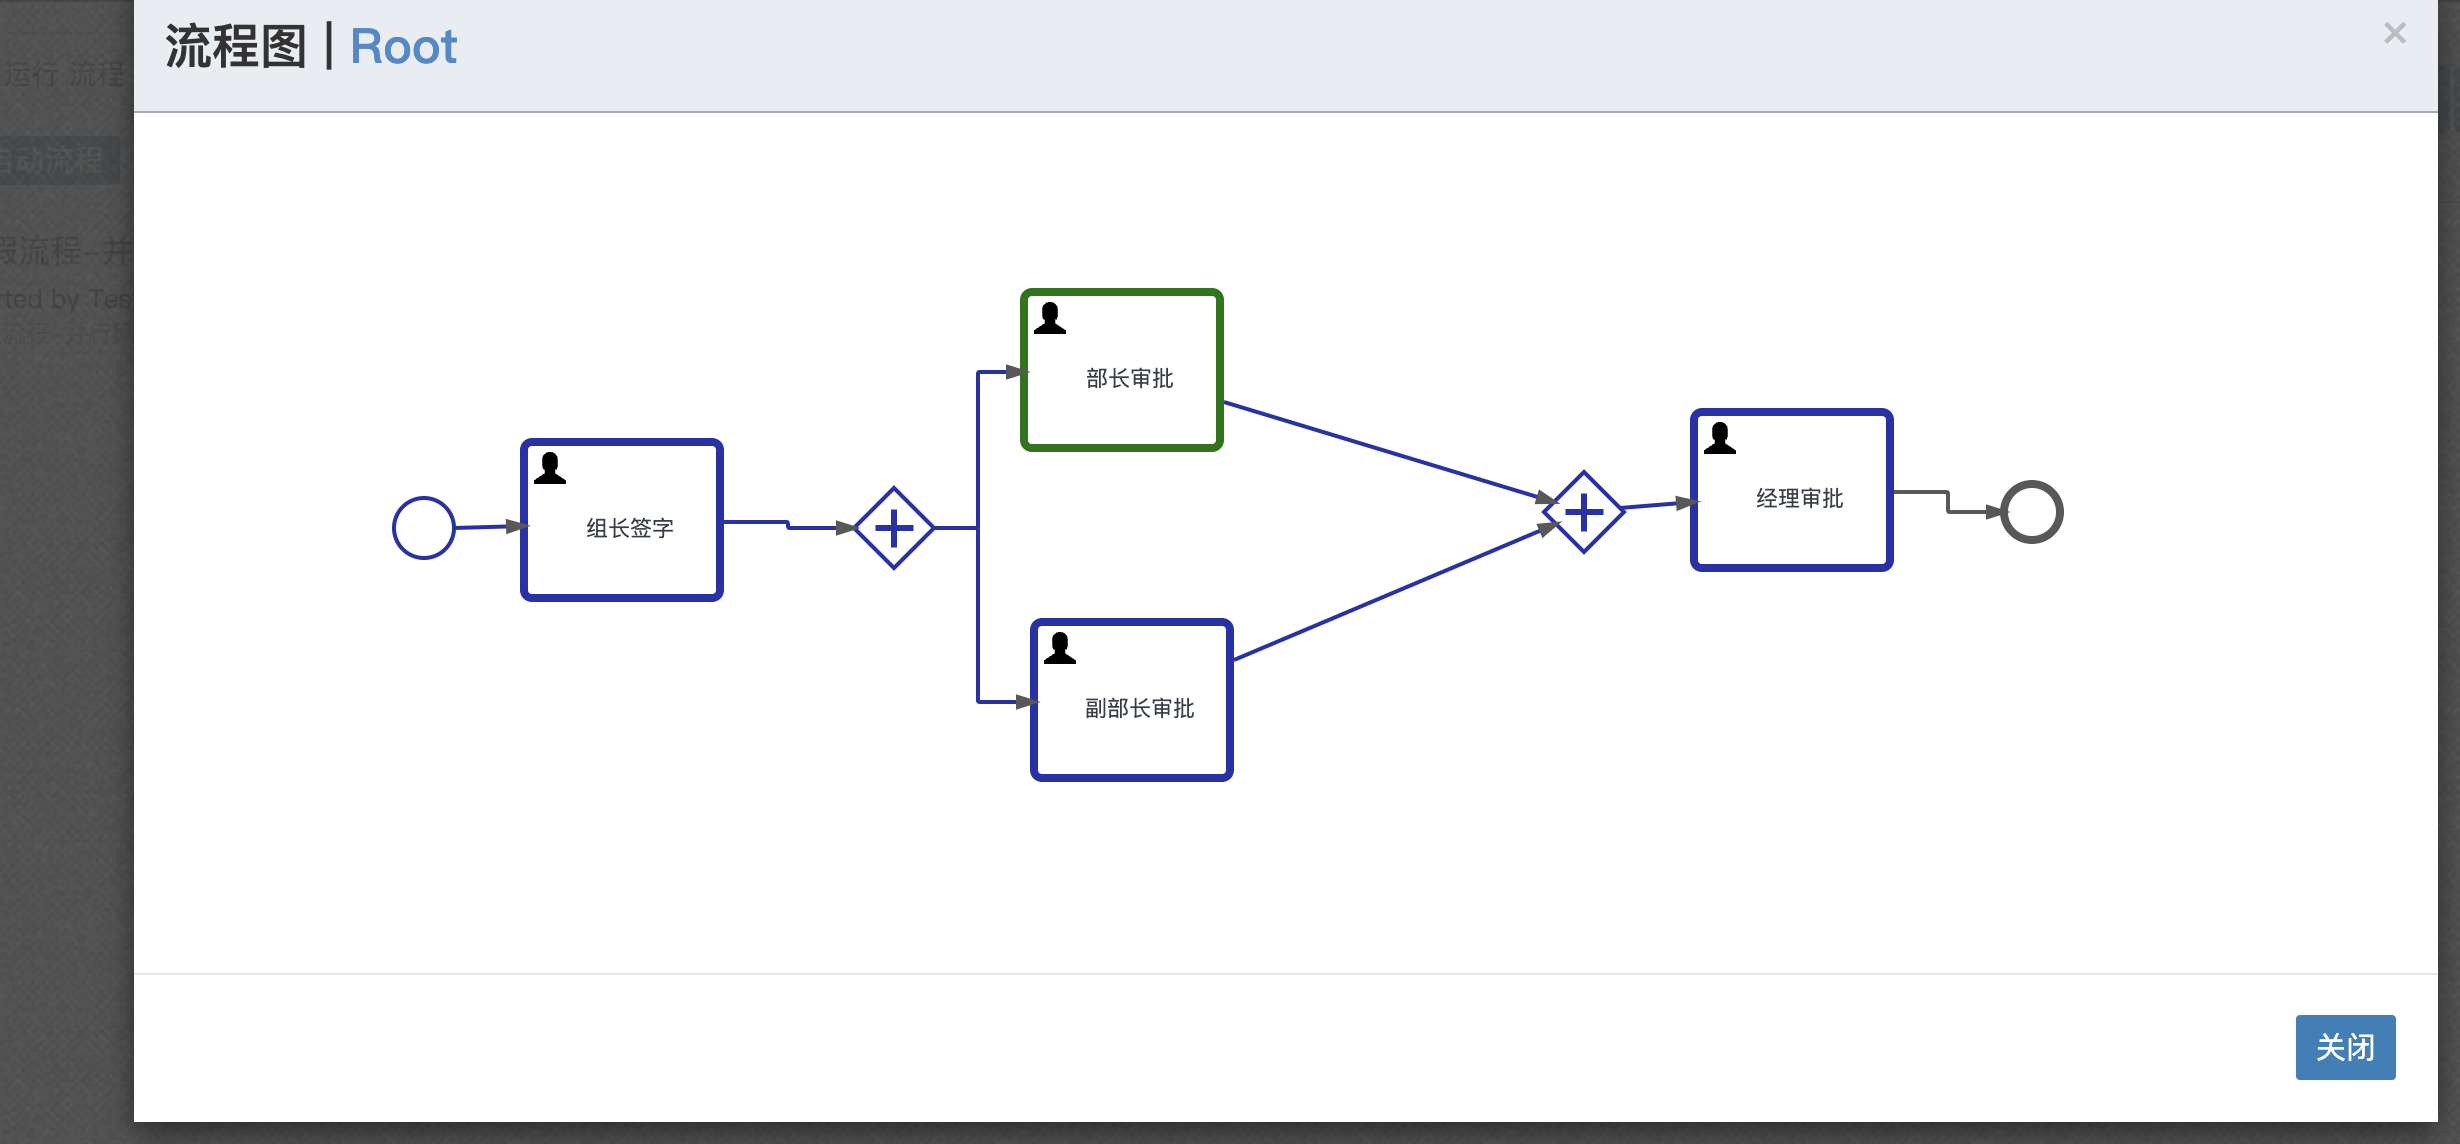 流程图 | Root
×
运行 流程
启动流程
假流程-并
rted by Tes
流程-并行
部长审批
组长签字
经理审批
副部长审批
关闭